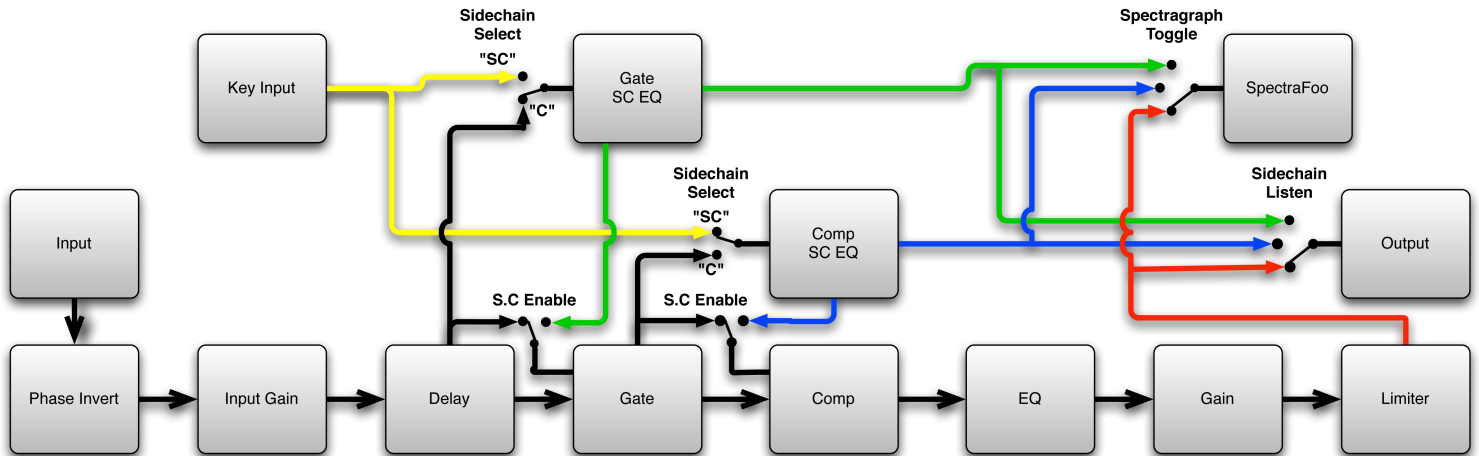 Sidechain
Select
Spectragraph
Toggle
"SC"
Key Input
Gate
SC EQ
SpectraFoo
"C"
Sidechain
Select
Sidechain
Listen
"SC"
Input
Comp
SC EQ
Output
"C"
S.C Enable
S.C Enable
Phase Invert
Input Gain
Delay
Gate
Comp
EQ
Gain
Limiter